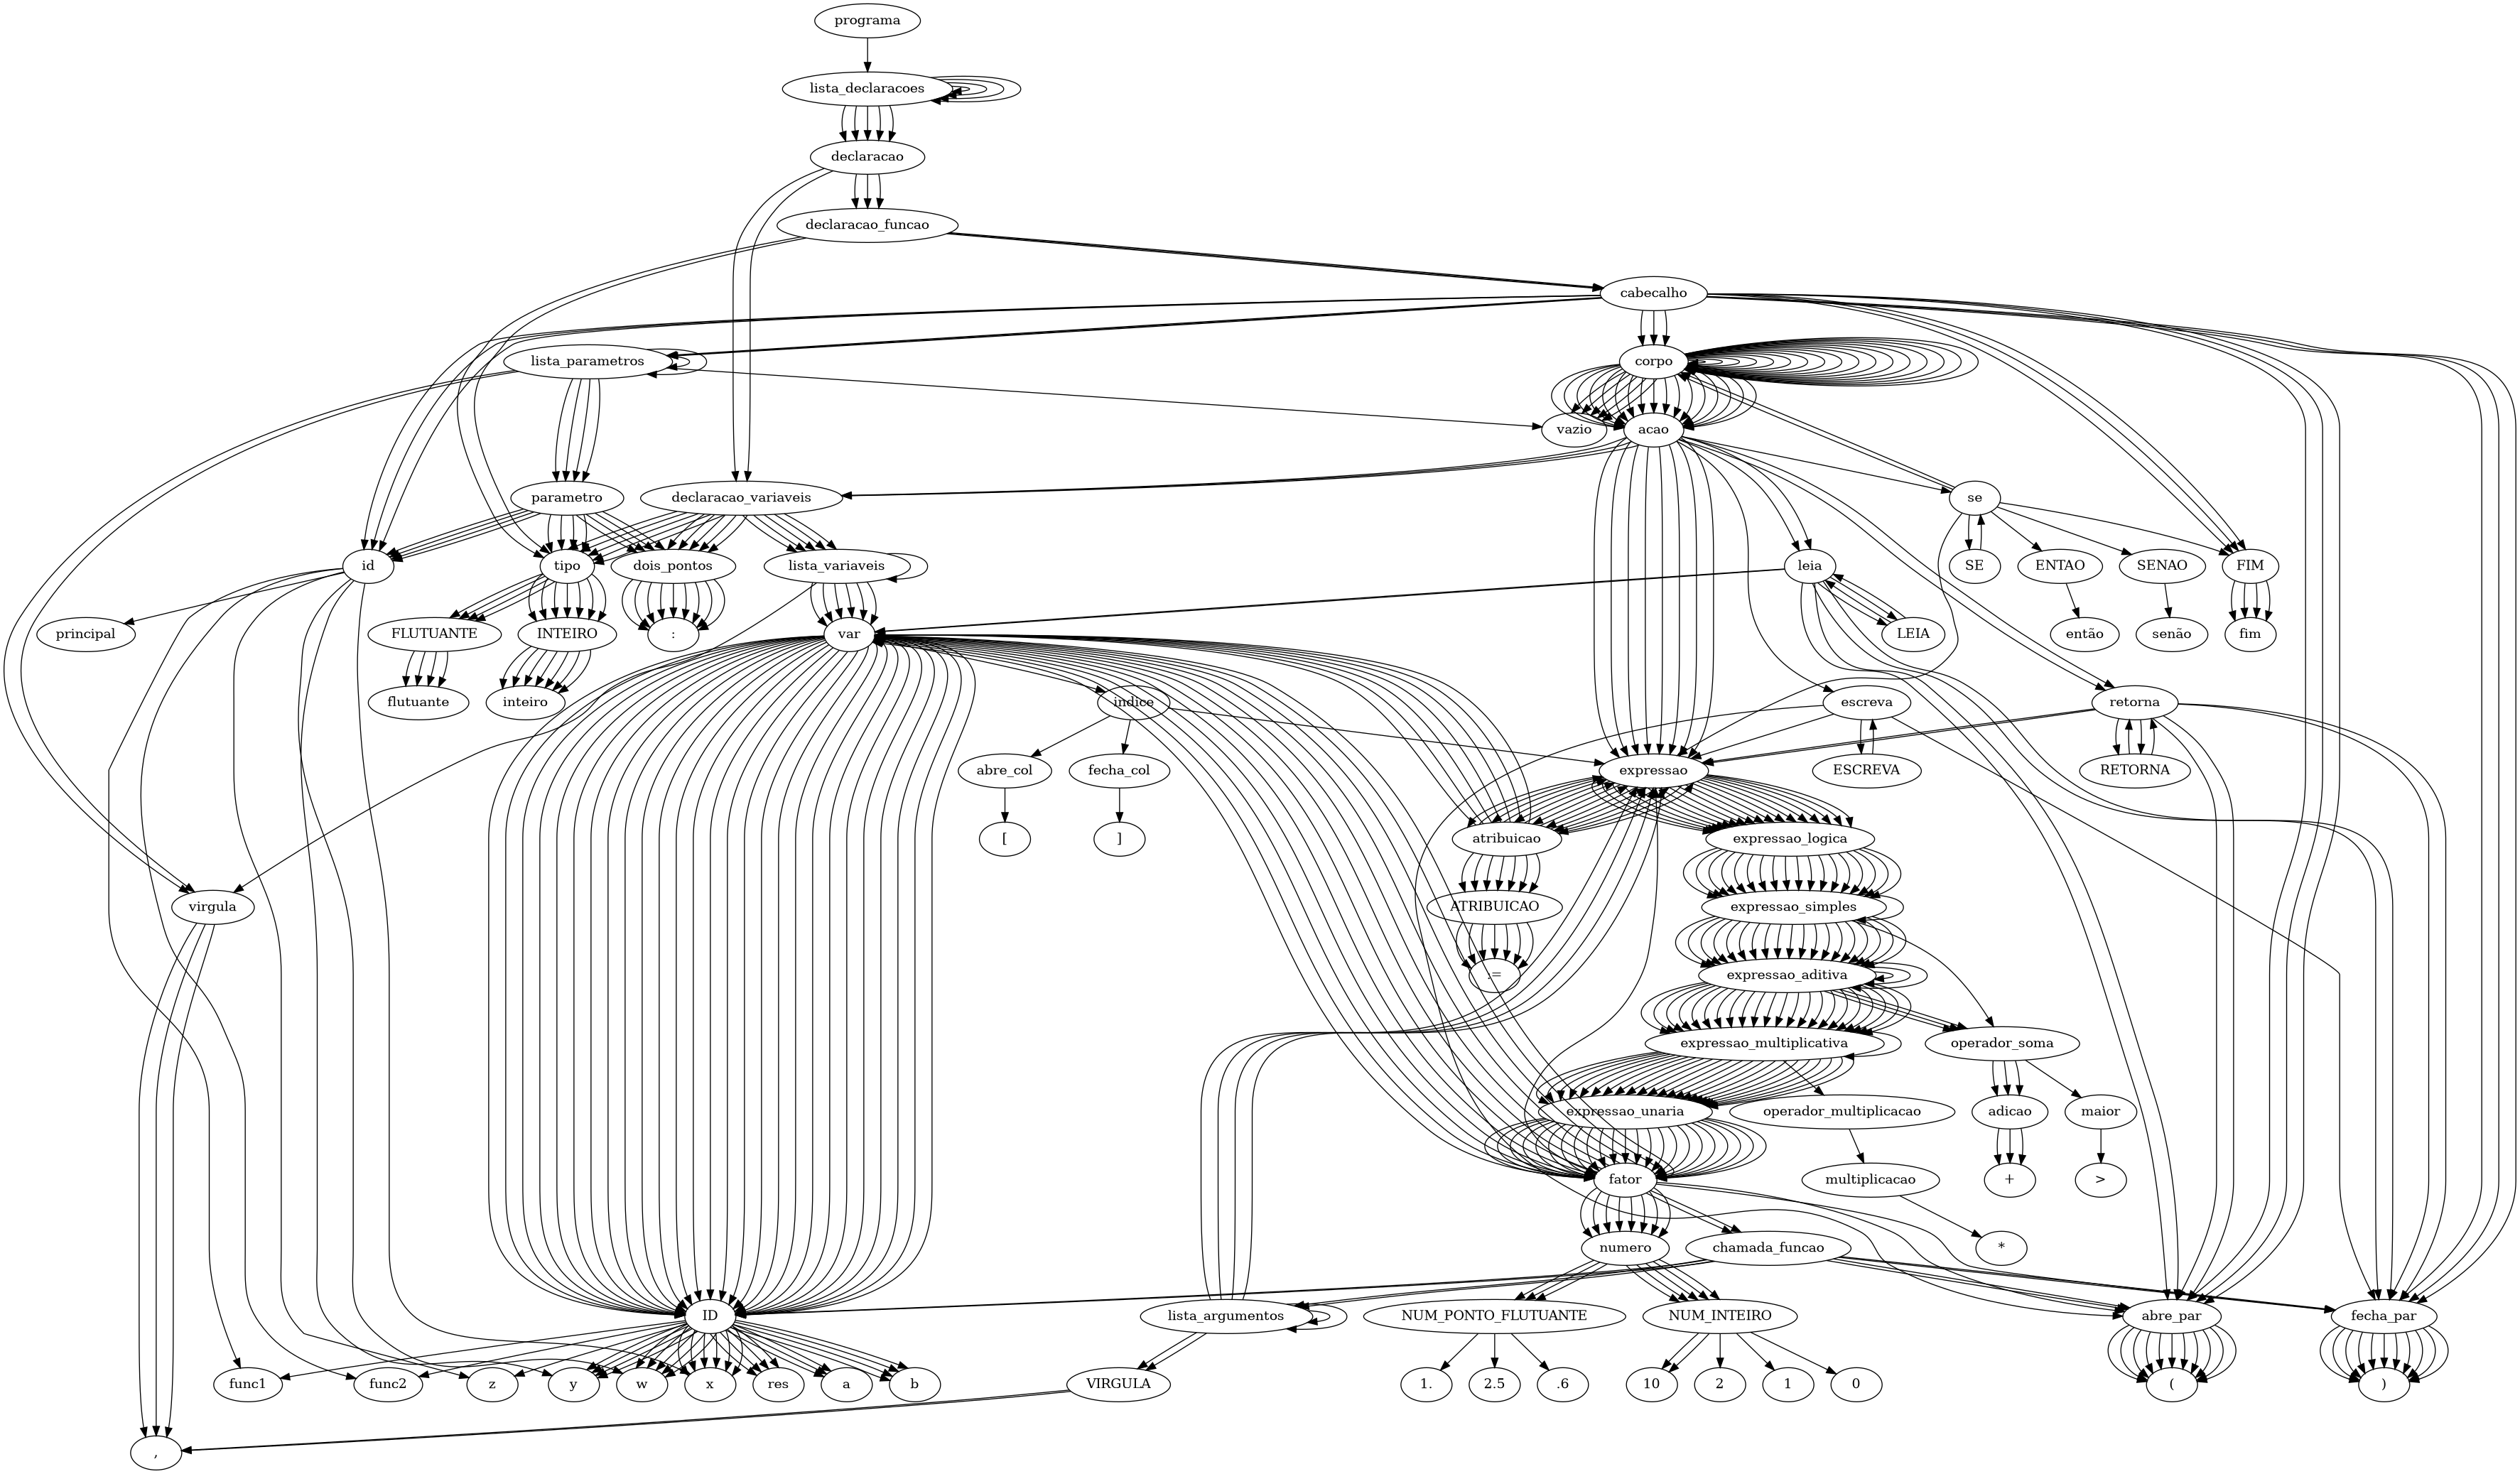 programa
lista_declaracoes
declaracao
declaracao_funcao
cabecalho
lista_parametros
corpo
vazio
acao
parametro
declaracao_variaveis
se
id
tipo
dois_pontos
lista_variaveis
leia
SE
ENTAO
SENAO
FIM
principal
FLUTUANTE
INTEIRO
:
var
LEIA
então
senão
fim
flutuante
inteiro
indice
escreva
retorna
abre_col
fecha_col
expressao
ESCREVA
RETORNA
[
]
atribuicao
expressao_logica
virgula
ATRIBUICAO
expressao_simples
:=
expressao_aditiva
expressao_multiplicativa
operador_soma
expressao_unaria
operador_multiplicacao
adicao
maior
fator
multiplicacao
+
>
numero
chamada_funcao
*
ID
lista_argumentos
NUM_PONTO_FLUTUANTE
NUM_INTEIRO
abre_par
fecha_par
func1
func2
z
y
w
x
res
a
b
VIRGULA
1.
2.5
.6
10
2
1
0
(
)
,